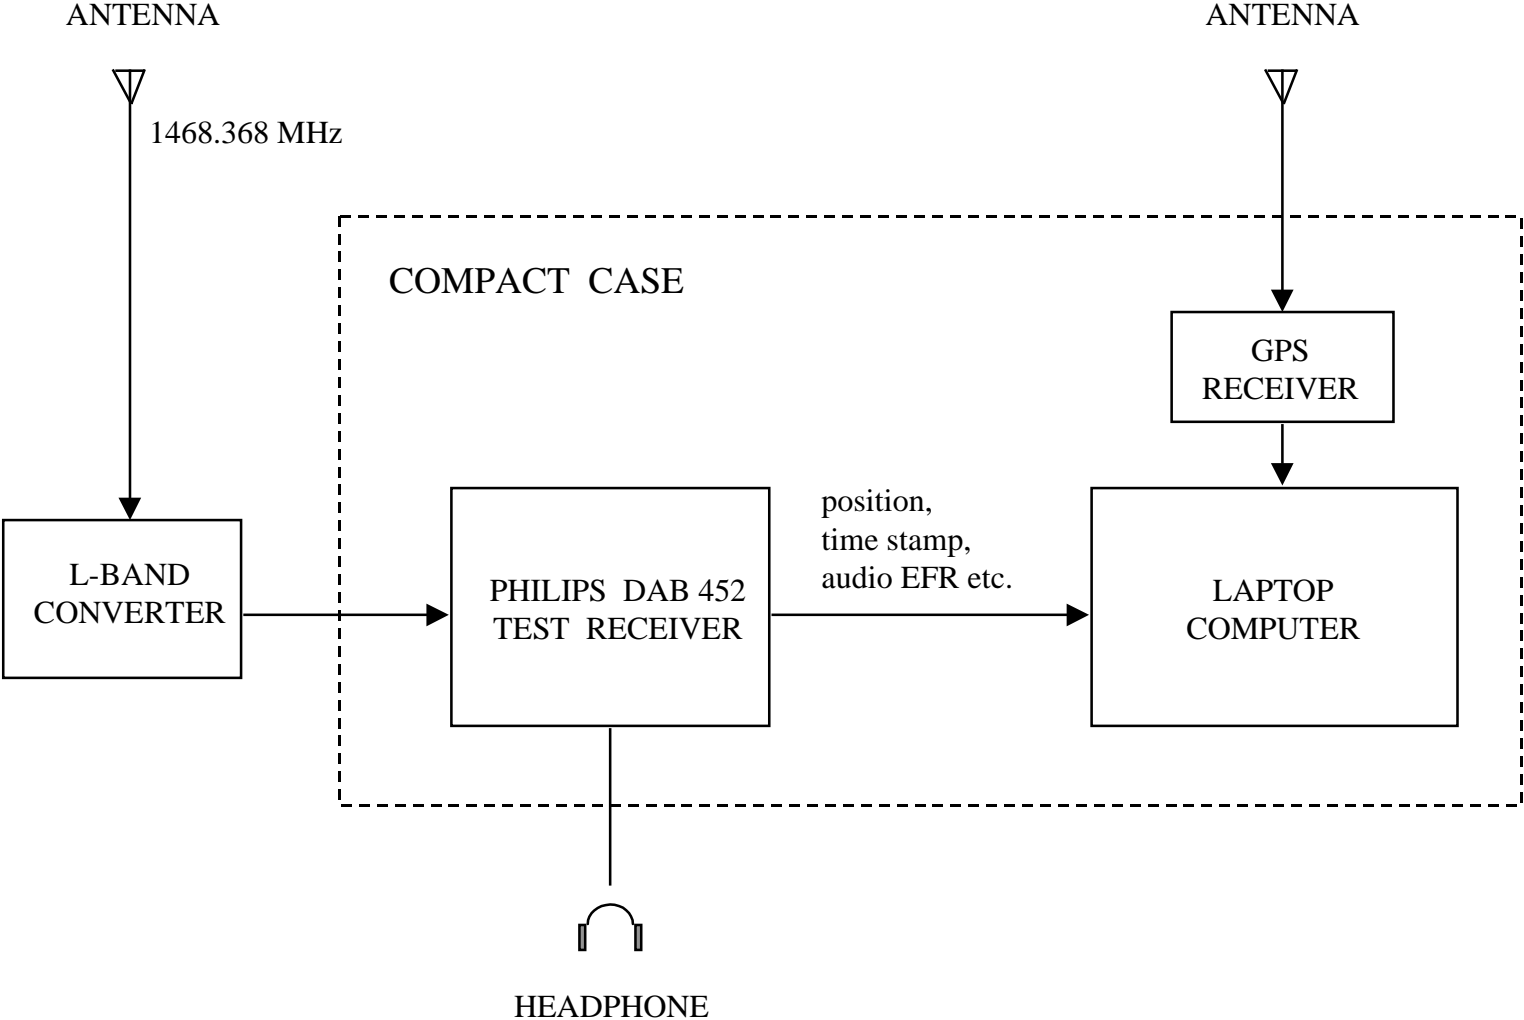 ANTENNA
ANTENNA
1468.368 MHz
COMPACT CASE
GPS
RECEIVER
position,
time stamp,
audio EFR etc.
L-BAND
CONVERTER
PHILIPS DAB 452
TEST RECEIVER
LAPTOP
COMPUTER
HEADPHONE